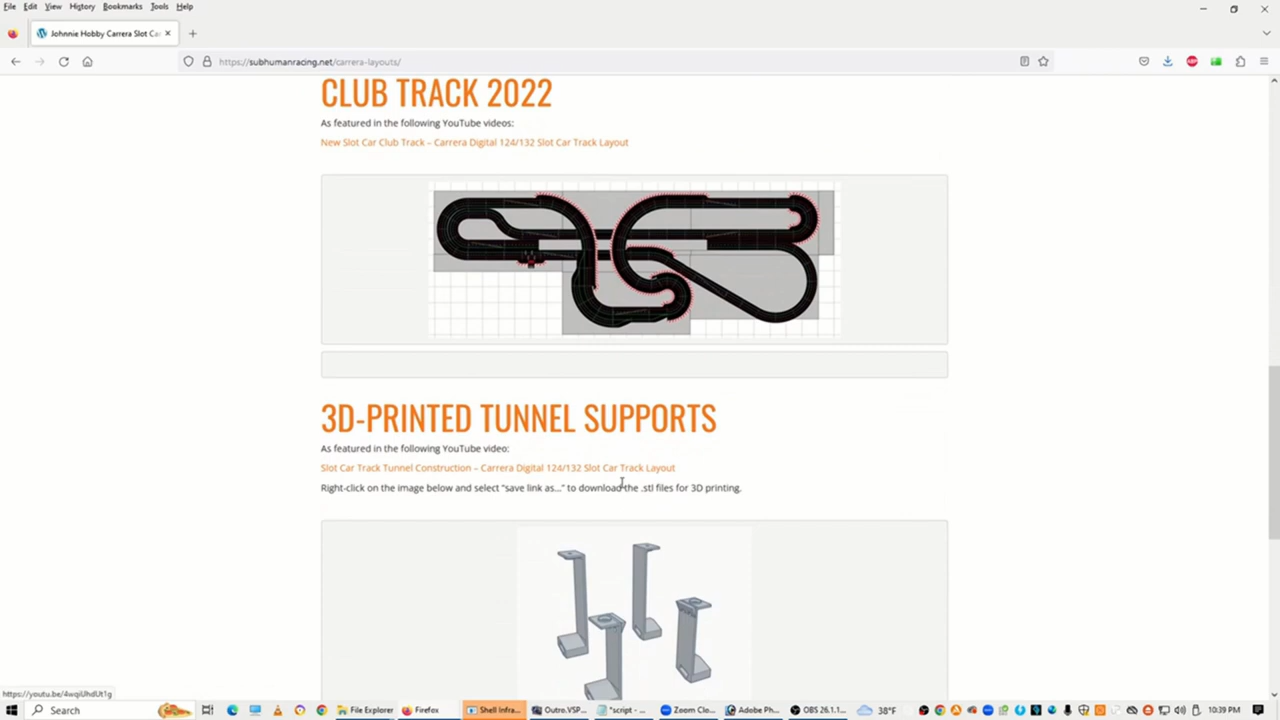 File Edit View History Bookmarks Tools Help
Johnnie Hobby Carrera Slot Ca
https://subhumanracing.net/carrera-layouts/
CLUB TRACK 2022
As featured in the following YouTube videos:
New Slot Car Club Track – Carrera Digital 124/132 Slot Car Track Layout
3D-PRINTED TUNNEL SUPPORTS
As featured in the following YouTube video:
Slot Car Track Tunnel Construction – Carrera Digital 124/132 Slot Car Track Layout
Right-click on the image below and select “save link as...” to download the .stl files for 3D printing.
https://youtu.be/4wqiUhdUt1g
Search File Explorer Firefox Shell Infra... Outro.VSP... *script - ... Zoom Clo... Adobe Ph... OBS 26.1.1... 38°F 10:39 PM